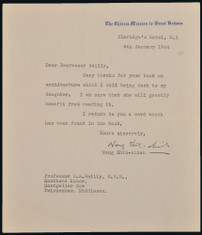 The Chinese Minister to Great Britain
Claridge's Hotel, W.1
4th January 1944
Dear Professor Reilly,
Many thanks for your book on
architecture which I will bring back to my
daughter. I am sure that she will greatly
benefit from reading it.
I return to you a card which
has been found in the book.
Yours sincerely,
Wang Shih-chieh
Professor C.H.Reilly, O.B.E.,
House,
Montpelier Row
Twickenham, Middlesex.